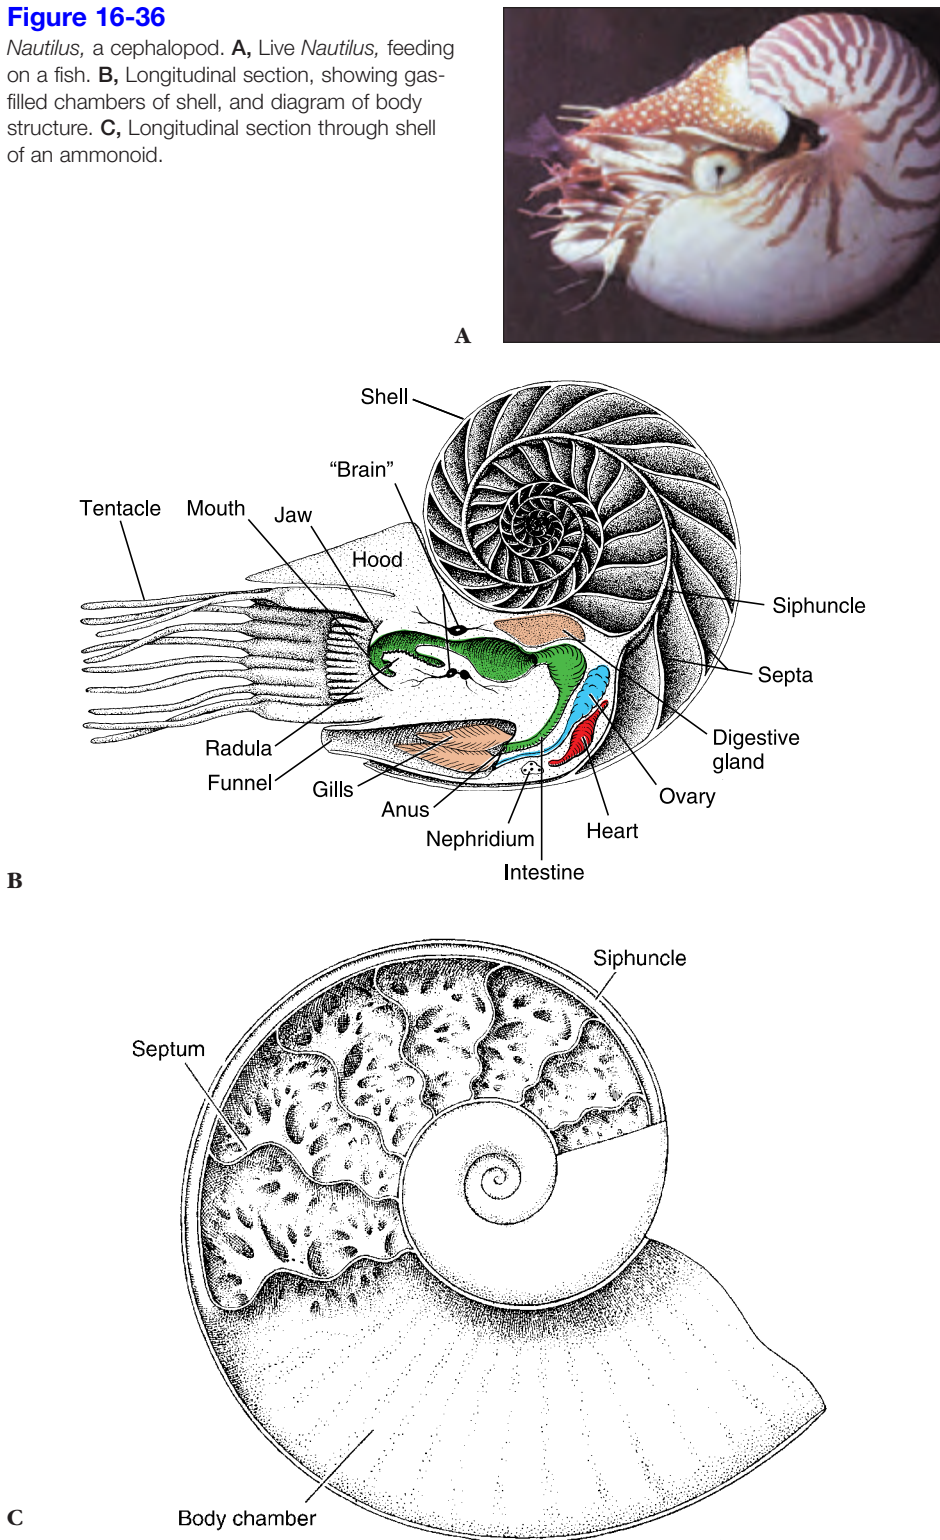 Figure 16-36
Nautilus, a cephalopod. A, Live Nautilus, feeding
on a fish. B, Longitudinal section, showing gas-
filled chambers of shell, and diagram of body
structure. C, Longitudinal section through shell
of an ammonoid.
A
Shell
“Brain”
Tentacle
Mouth
Jaw
Hood
Siphuncle
Septa
Radula
Funnel
Gills
Anus
Nephridium
Intestine
Heart
Ovary
Digestive
gland
B
Siphuncle
Septum
Body chamber
C